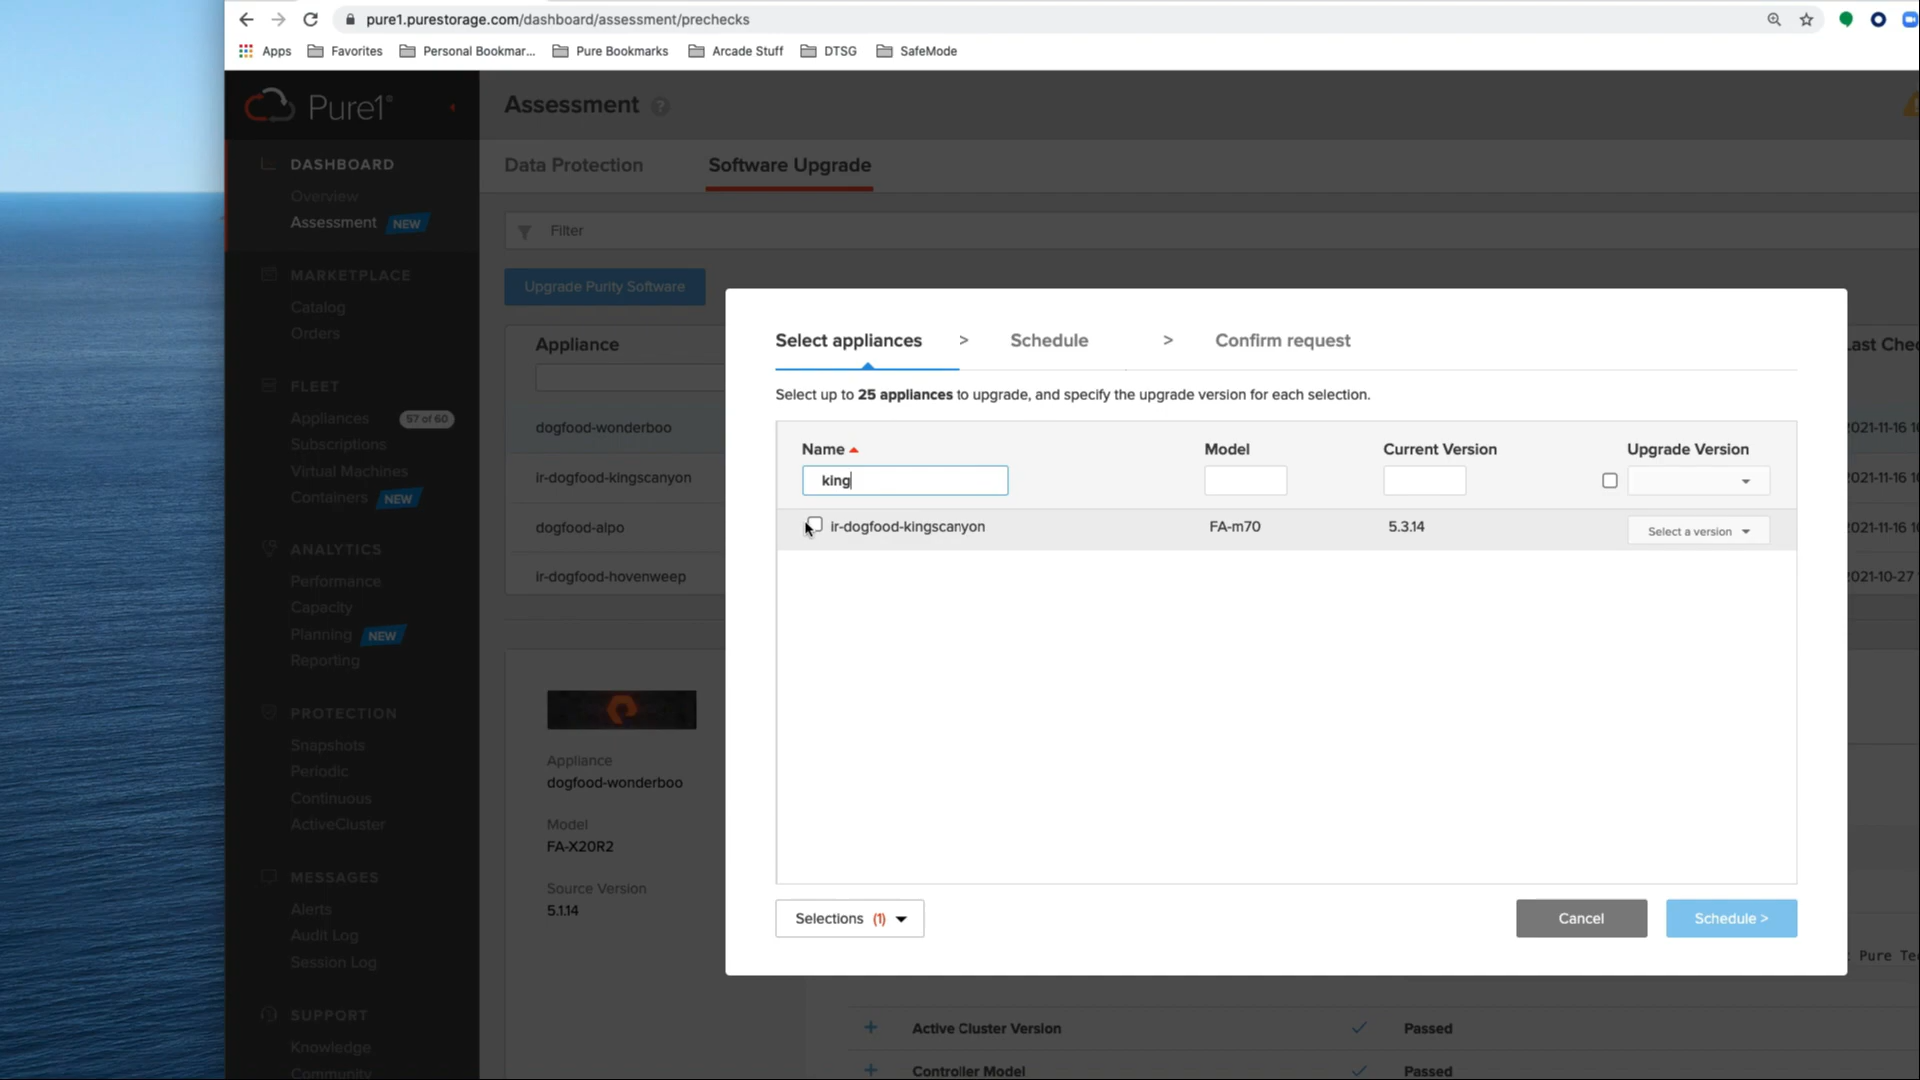 pure1.purestorage.com/dashboard/assessment/prechecks
Apps Favorites Personal Bookmar... Pure Bookmarks Arcade Stuff DTSG SafeMode
Pure1®
Assessment ?
DASHBOARD
Overview
Assessment NEW
MARKETPLACE
Catalog
Orders
FLEET
Appliances 57 of 60
Subscriptions
Virtual Machines
Containers NEW
ANALYTICS
Performance
Capacity
Planning NEW
Reporting
PROTECTION
Snapshots
Periodic
Continuous
ActiveCluster
MESSAGES
Alerts
Audit Log
Session Log
SUPPORT
Knowledge
Community
Data Protection Software Upgrade
Filter
Upgrade Purity Software
Appliance
dogfood-wonderboo
ir-dogfood-kingscanyon
dogfood-alpo
ir-dogfood-hovenweep
Appliance
dogfood-wonderboo
Model
FA-X20R2
Source Version
5.1.14
Select appliances > Schedule > Confirm request
Select up to 25 appliances to upgrade, and specify the upgrade version for each selection.
Name Model Current Version Upgrade Version
king
ir-dogfood-kingscanyon FA-m70 5.3.14 Select a version
Selections (1) Cancel Schedule >
Last Chec
2021-11-16 16
2021-11-16 16
2021-11-16 16
2021-10-27
: Pure Tec
+ Active Cluster Version Passed
+ Controller Model Passed